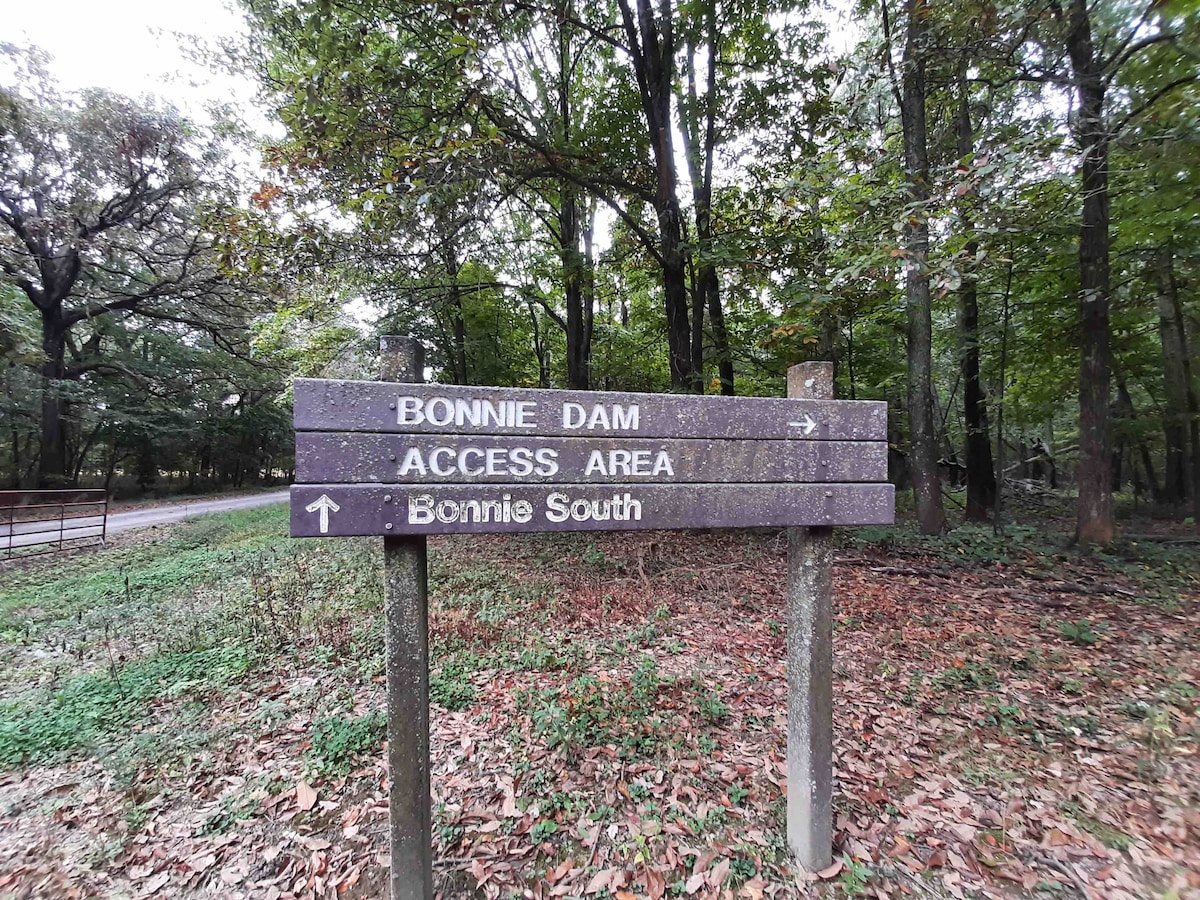 BONNIE DAM →
ACCESS AREA
↑ Bonnie South